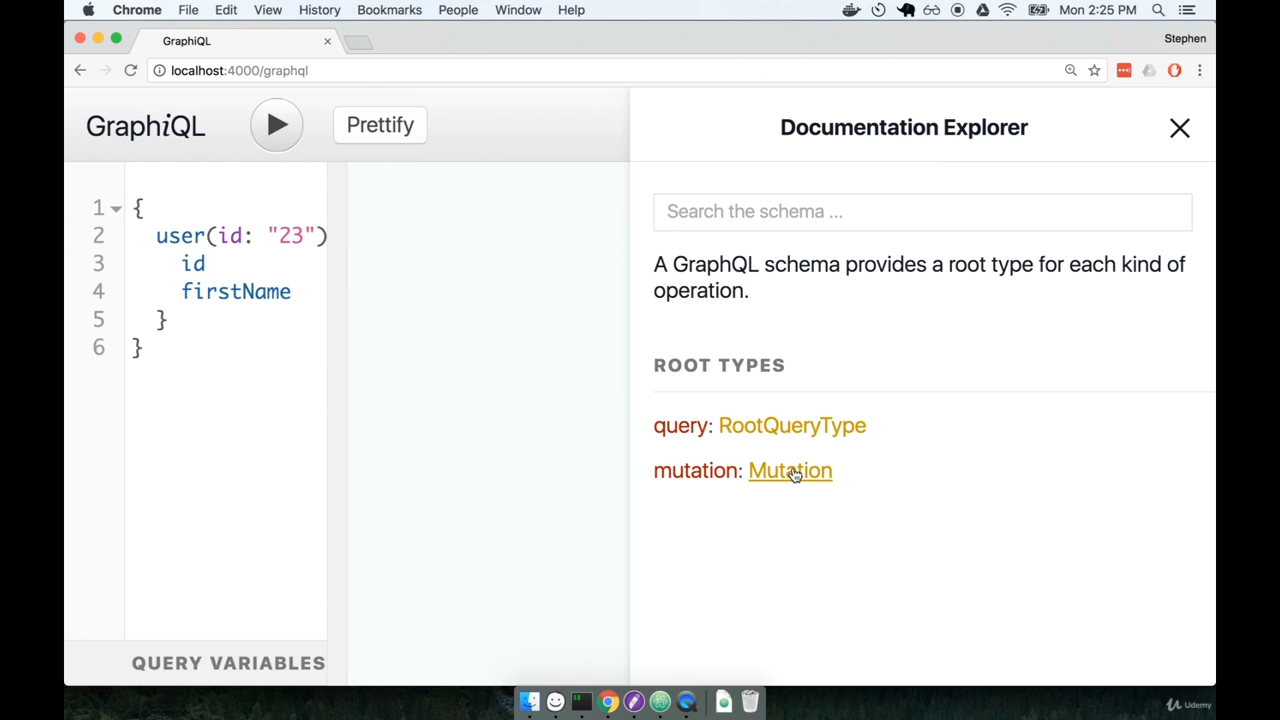 Chrome File Edit View History Bookmarks People Window Help Mon 2:25 PM
GraphiQL Stephen
localhost:4000/graphql
GraphiQL Prettify Documentation Explorer
Search the schema ...
A GraphQL schema provides a root type for each kind of
operation.
ROOT TYPES
query: RootQueryType
mutation: Mutation
1 {
2 user(id: "23")
3 id
4 firstName
5 }
6 }
QUERY VARIABLES
Udemy